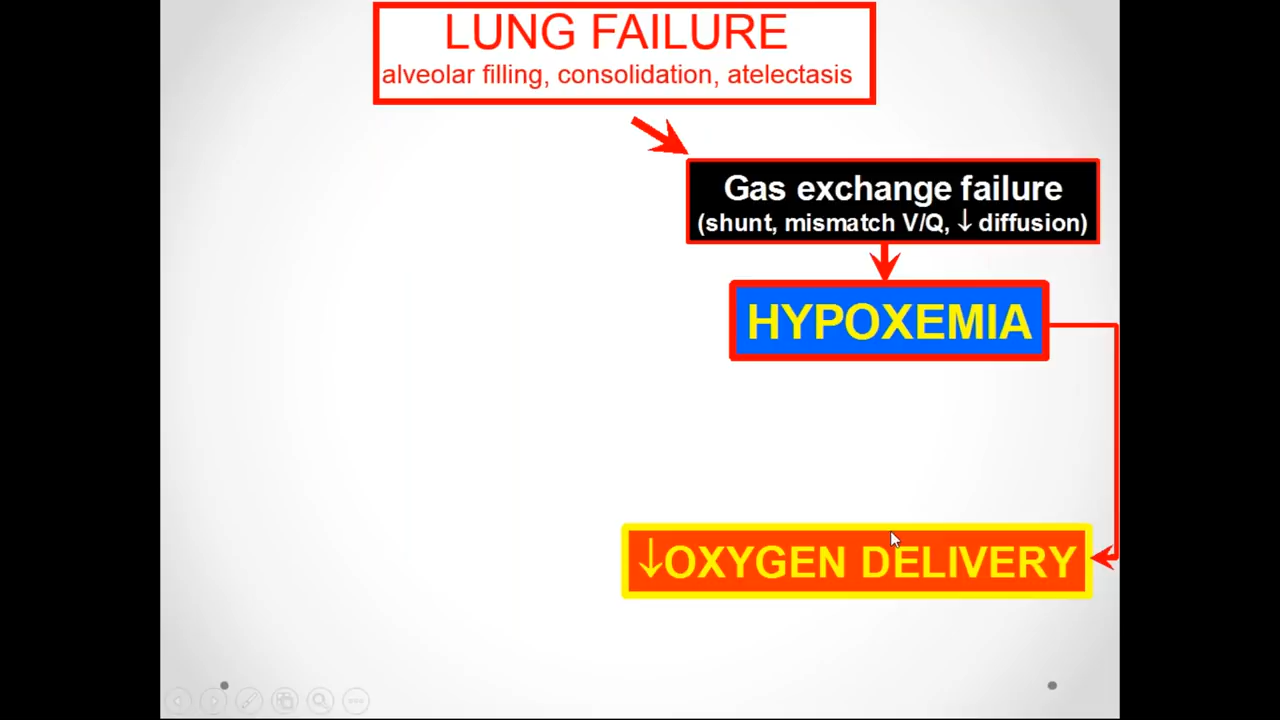 LUNG FAILURE
alveolar filling, consolidation, atelectasis
Gas exchange failure
(shunt, mismatch V/Q, ↓ diffusion)
HYPOXEMIA
↓OXYGEN DELIVERY